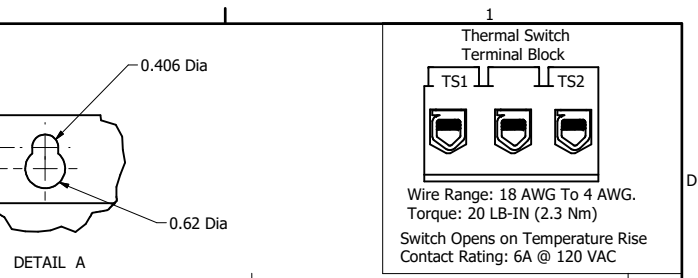 1
0.406 Dia
0.62 Dia
DETAIL A
Thermal Switch
Terminal Block
TS1 TS2
Wire Range: 18 AWG To 4 AWG.
Torque: 20 LB-IN (2.3 Nm)
Switch Opens on Temperature Rise
Contact Rating: 6A @ 120 VAC
D